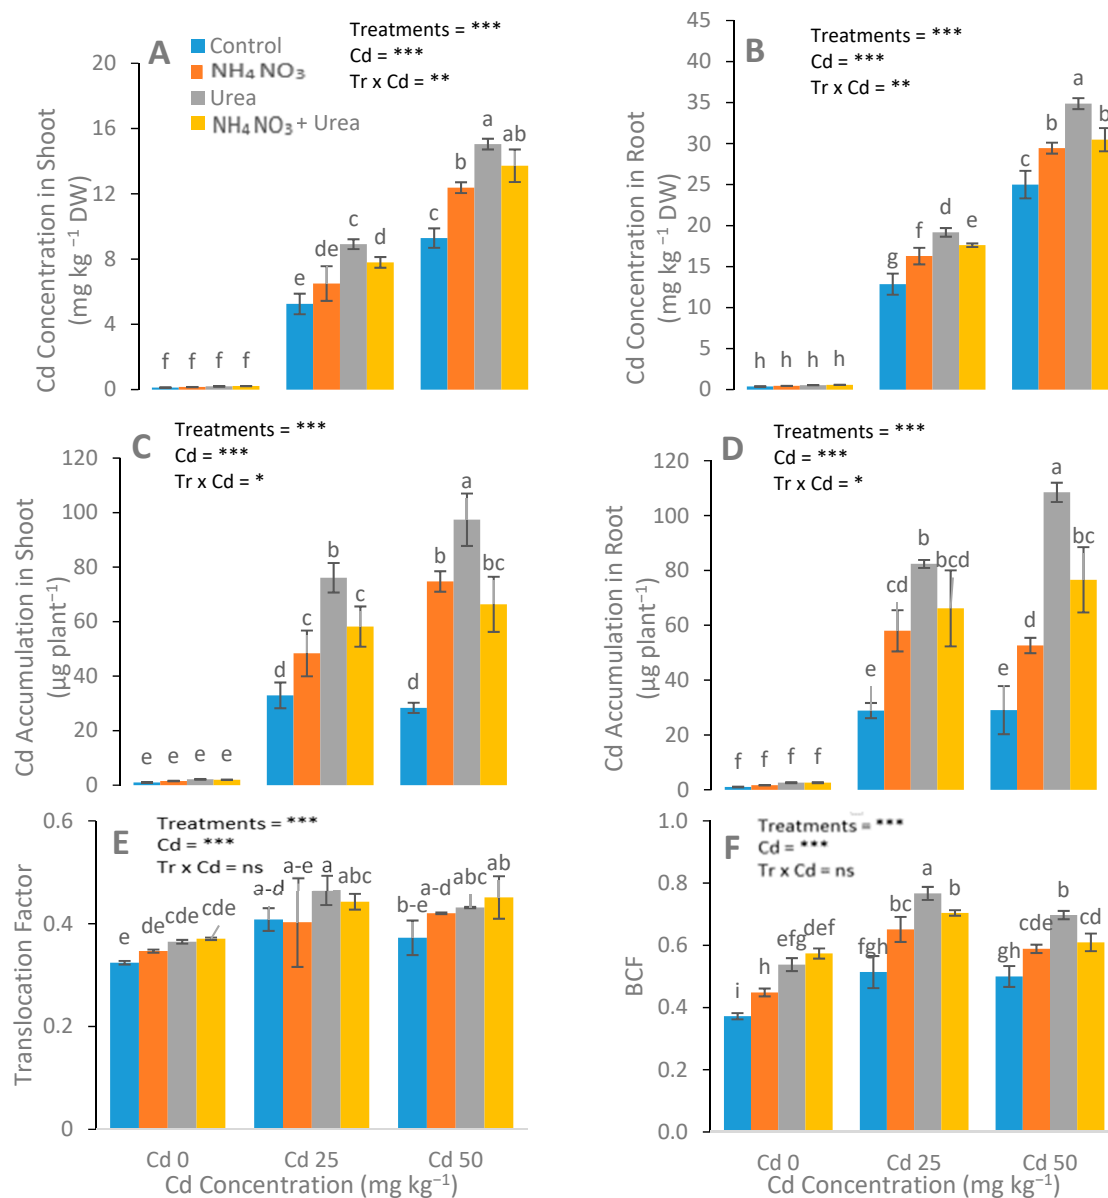 A
Control
NH₄NO₃
Urea
NH₄NO₃ + Urea
Treatments = ***
Cd = ***
Tr x Cd = **
Cd Concentration in Shoot
(mg kg⁻¹ DW)
20
16
12
8
4
0
f f f f
e de c d
c b a ab
B
Treatments = ***
Cd = ***
Tr x Cd = **
Cd Concentration in Root
(mg kg⁻¹ DW)
45
40
35
30
25
20
15
10
5
0
h h h h
g f d e
c b a b
C
Treatments = ***
Cd = ***
Tr x Cd = *
Cd Accumulation in Shoot
(µg plant⁻¹)
120
100
80
60
40
20
0
e e e e
d c b c
d b a bc
D
Treatments = ***
Cd = ***
Tr x Cd = *
Cd Accumulation in Root
(µg plant⁻¹)
120
100
80
60
40
20
0
f f f f
e cd b bcd
e d a bc
E
Treatments = ***
Cd = ***
Tr x Cd = ns
Translocation Factor
0.6
0.4
0.2
0
e de cde cde
a-d a-e a abc
b-e a-d abc ab
Cd 0 Cd 25 Cd 50
Cd Concentration (mg kg⁻¹)
F
Treatments = ***
Cd = ***
Tr x Cd = ns
BCF
1.0
0.8
0.6
0.4
0.2
0.0
i h efg def
fgh bc a b
gh cde b cd
Cd 0 Cd 25 Cd 50
Cd Concentration (mg kg⁻¹)